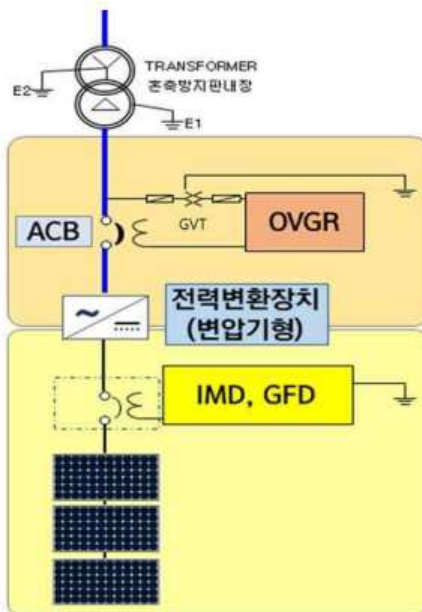 TRANSFORMER
혼촉방지판내장
E2
E1
GVT
OVGR
ACB
전력변환장치
(변압기형)
IMD, GFD